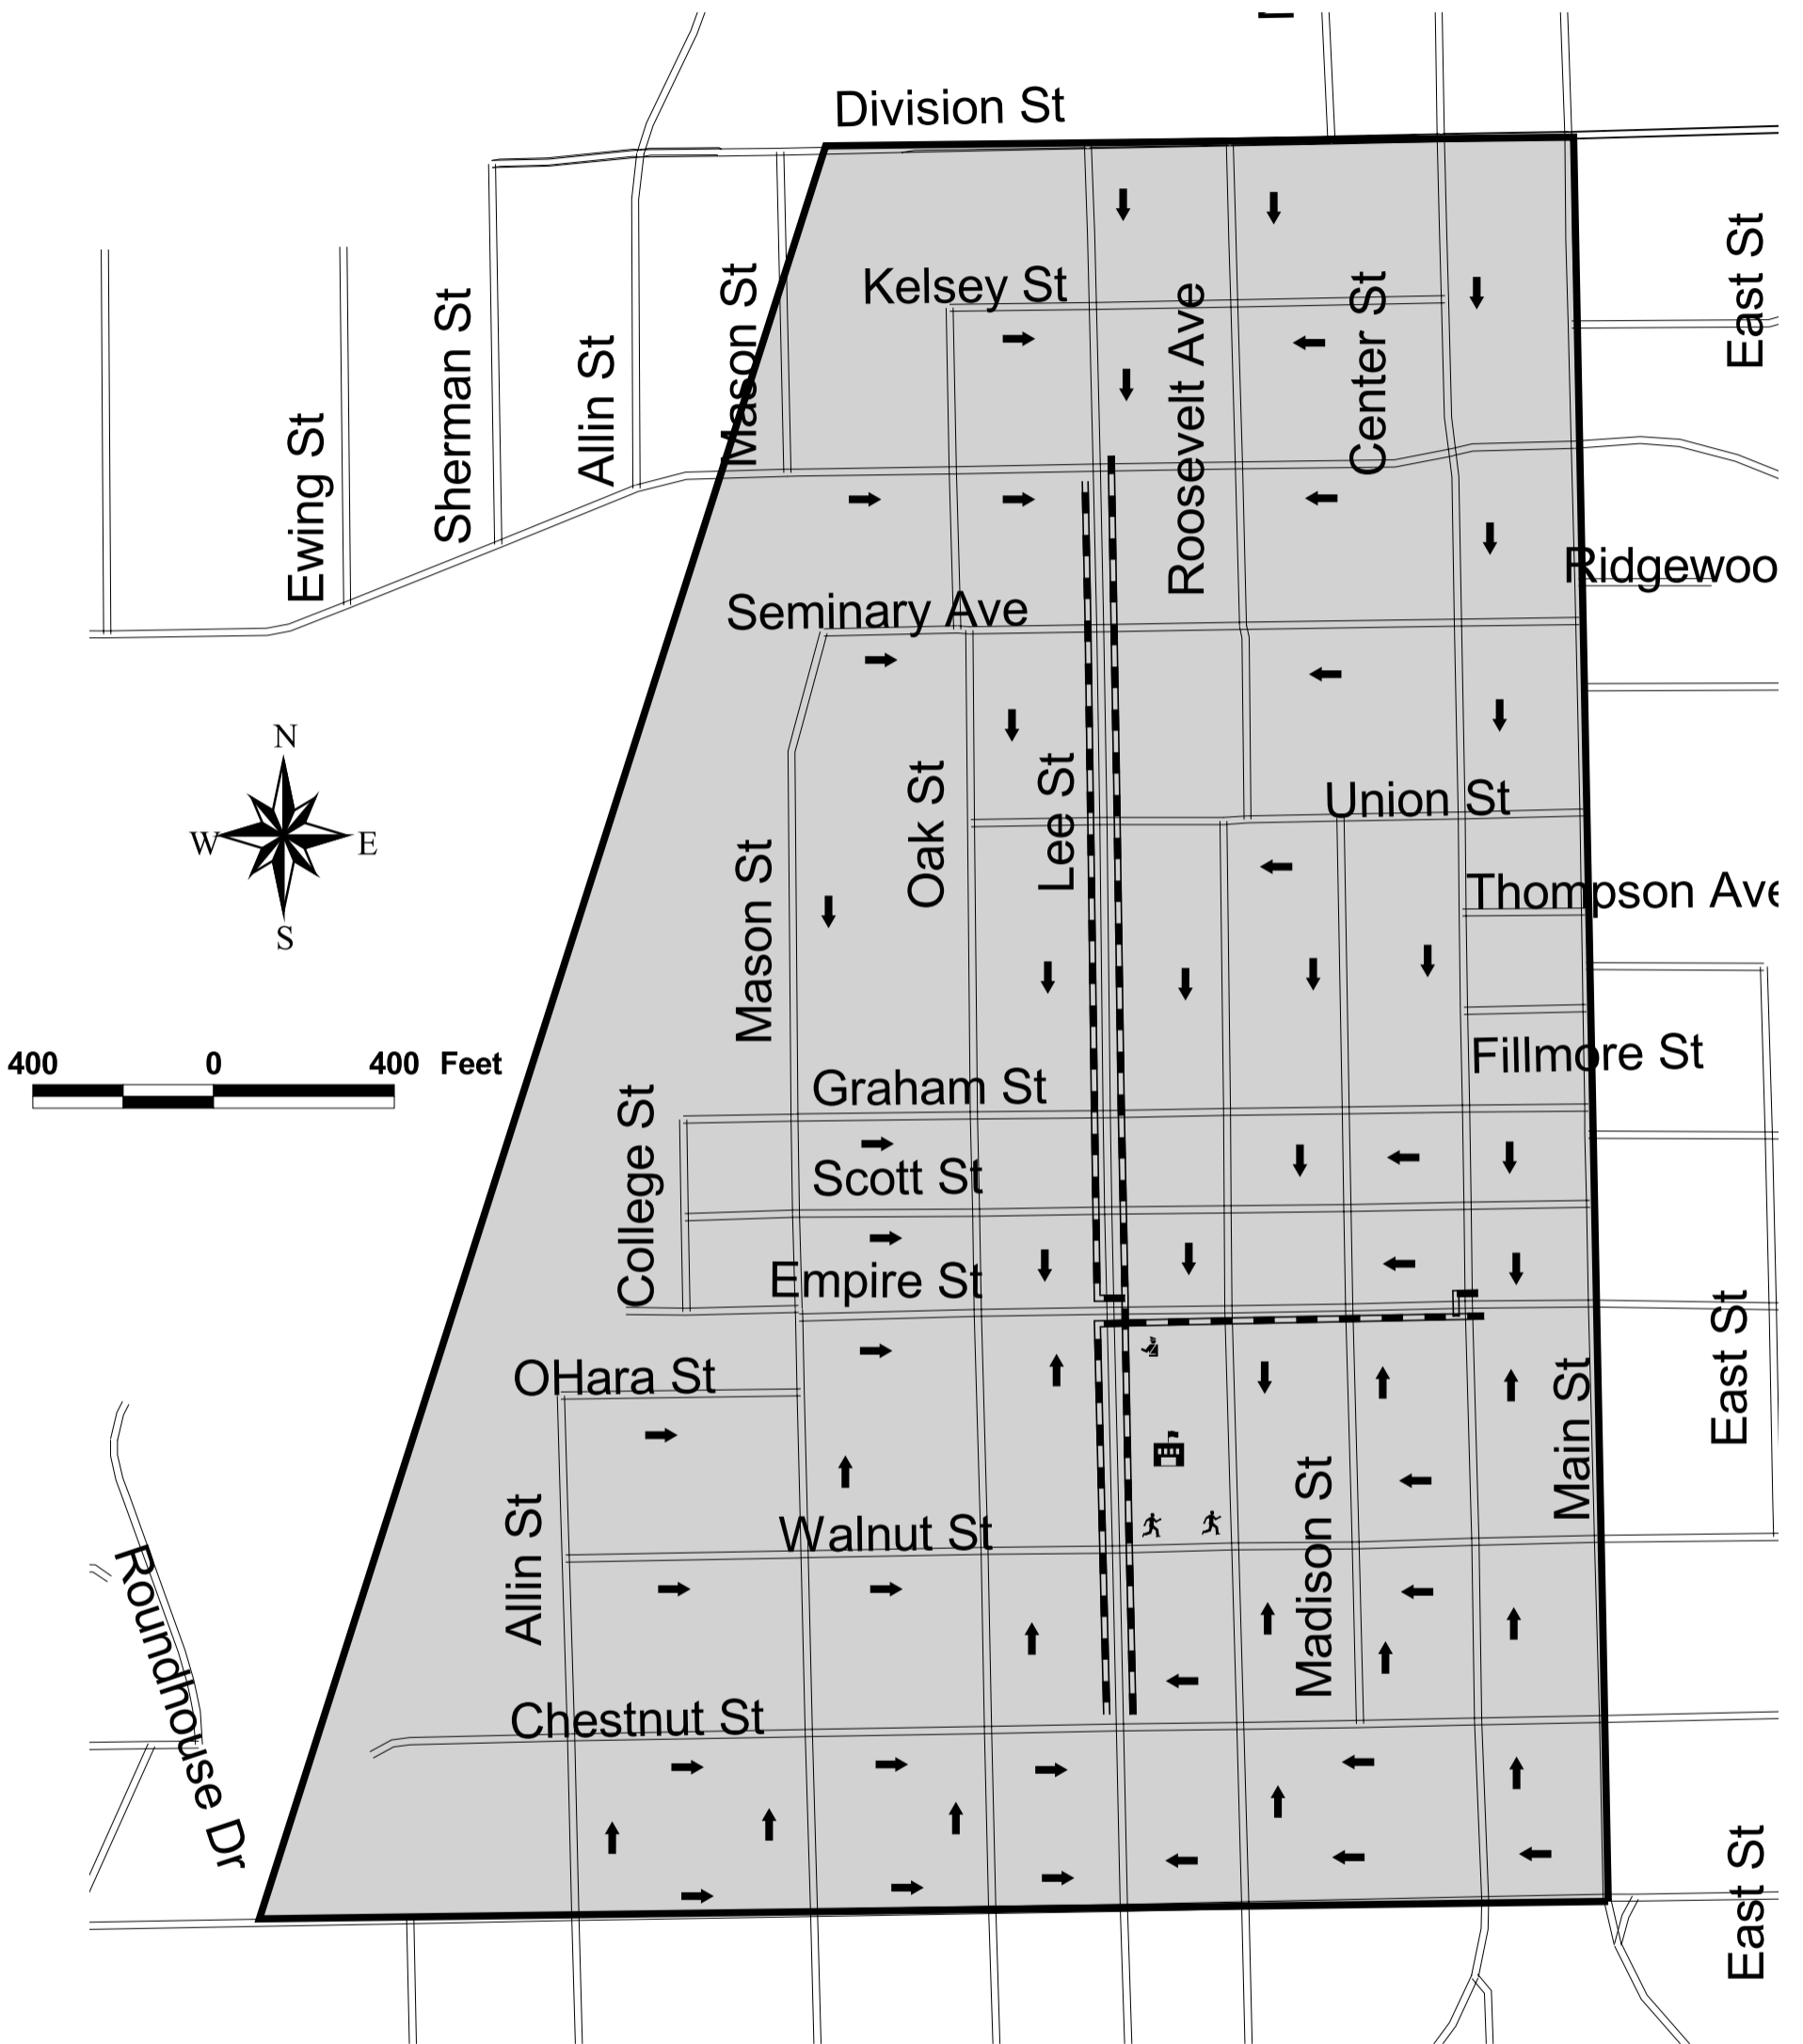 Division St
East St
Kelsey St
Mason St
Roosevelt Ave
Center St
Sherman St
Allin St
Ewing St
Ridgewoo
Seminary Ave
N
W
E
S
Oak St
Lee St
Union St
Mason St
Thompson Ave
400 0 400 Feet
Fillmore St
Graham St
College St
Scott St
Empire St
East St
OHara St
Main St
Madison St
Walnut St
Allin St
Roundhouse Dr
Chestnut St
East St